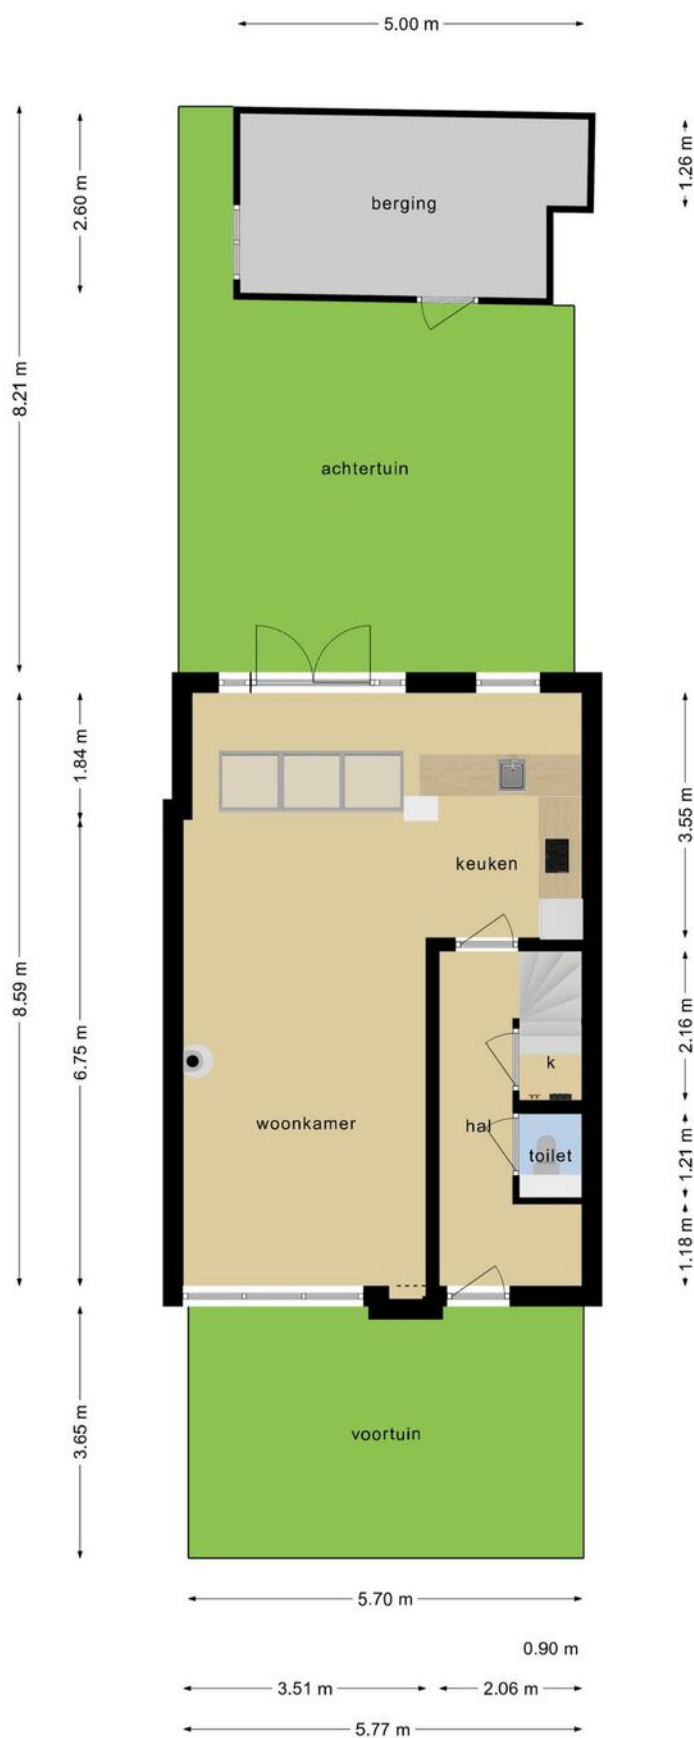 5.00 m
1.26 m
2.60 m
berging
8.21 m
achtertuin
1.84 m
3.55 m
keuken
8.59 m
6.75 m
2.16 m
k
woonkamer
hal
toilet
1.21 m
1.18 m
3.65 m
voortuin
5.70 m
0.90 m
3.51 m
2.06 m
5.77 m